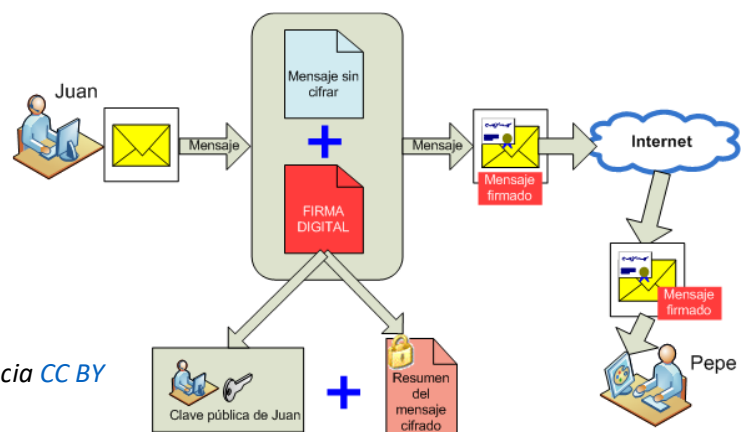 Juan
Mensaje
Mensaje sin
cifrar
FIRMA
DIGITAL
Mensaje
Mensaje
firmado
Internet
Mensaje
firmado
Pepe
Clave pública de Juan
Resumen
del
mensaje
cifrado
cia CC BY